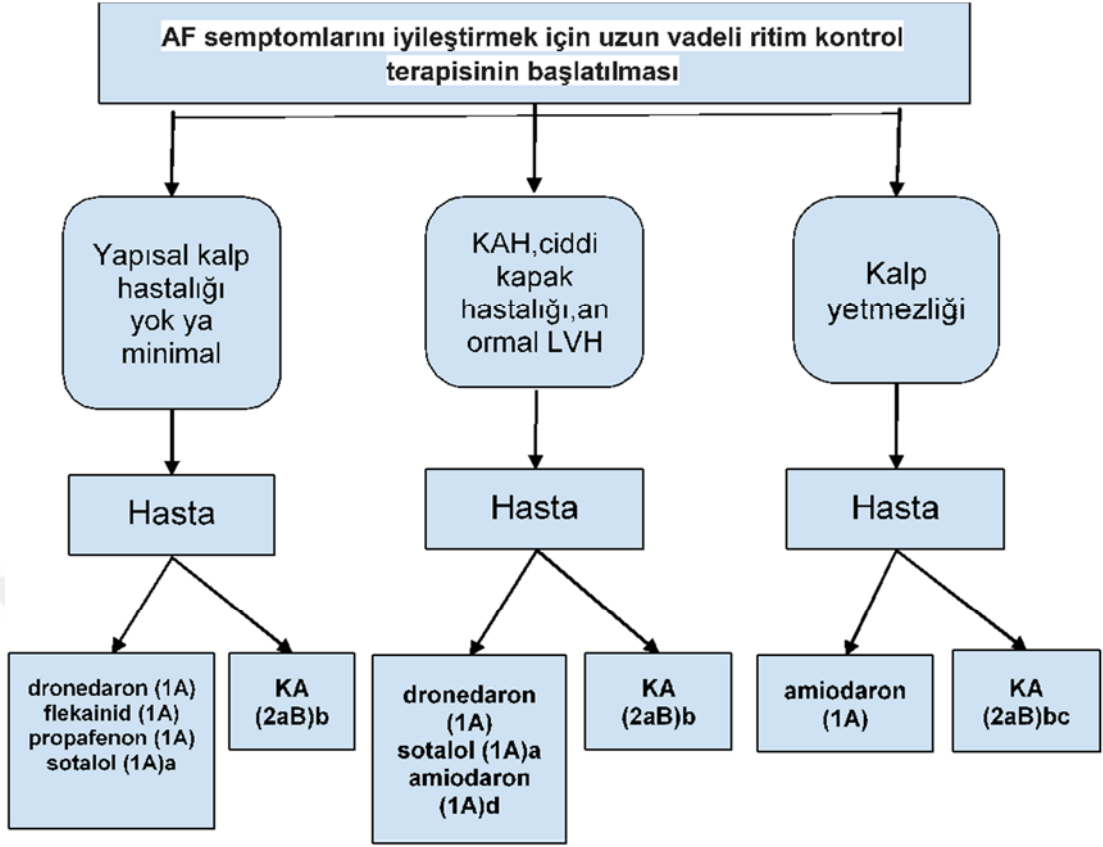 AF semptomlarını iyileştirmek için uzun vadeli ritim kontrol
terapisinin başlatılması
Yapısal kalp
hastalığı
yok ya
minimal
KAH,ciddi
kapak
hastalığı,an
ormal LVH
Kalp
yetmezliği
Hasta
Hasta
Hasta
dronedaron (1A)
flekainid (1A)
propafenon (1A)
sotalol (1A)a
KA
(2aB)b
dronedaron
(1A)
sotalol (1A)a
amiodaron
(1A)d
KA
(2aB)b
amiodaron
(1A)
KA
(2aB)bc